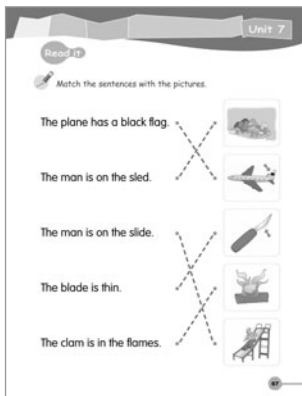 Unit 7
Read it
Match the sentences with the pictures.
The plane has a black flag.
The man is on the sled.
The man is on the slide.
The blade is thin.
The clam is in the flames.
67